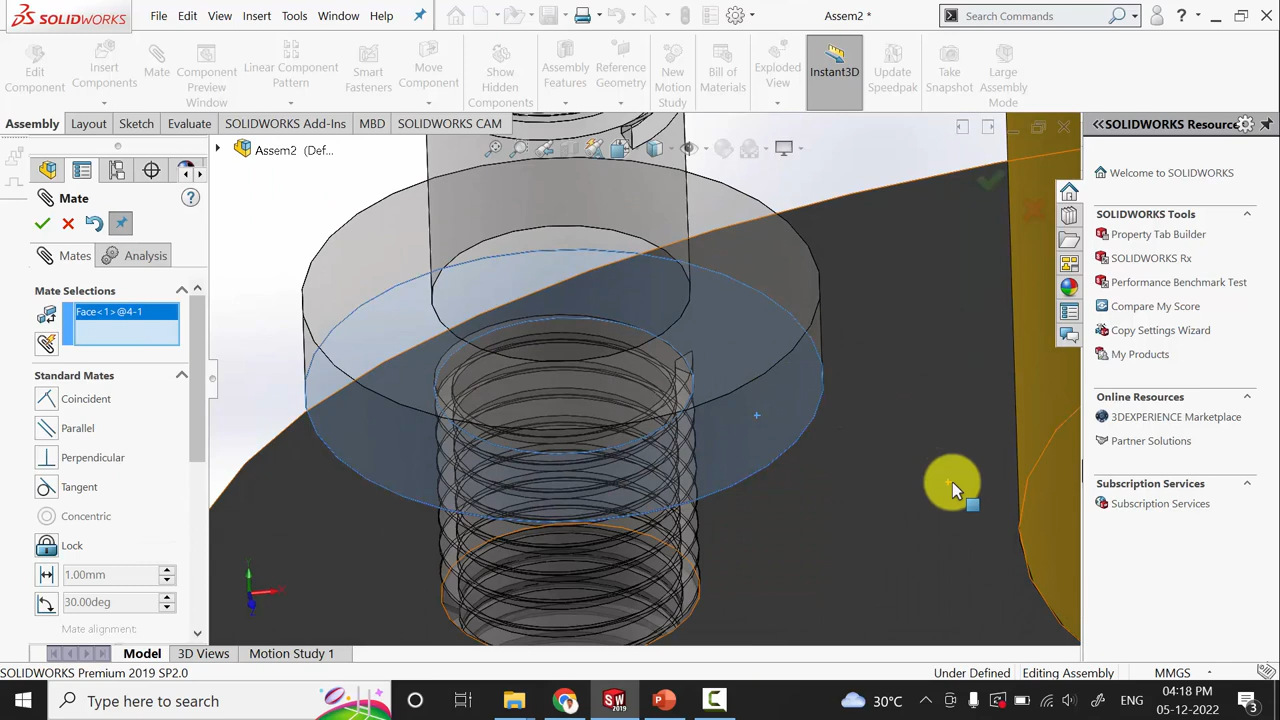 SOLIDWORKS
File Edit View Insert Tools Window Help
Assem2 *
Search Commands
Edit Component
Insert Components
Mate
Component Preview Window
Linear Component Pattern
Smart Fasteners
Move Component
Show Hidden Components
Assembly Features
Reference Geometry
New Motion Study
Bill of Materials
Exploded View
Instant3D
Update Speedpak
Take Snapshot
Large Assembly Mode
Assembly Layout Sketch Evaluate SOLIDWORKS Add-Ins MBD SOLIDWORKS CAM
Assem2 (Def...
Mate
Mates Analysis
Mate Selections
Face<1>@4-1
Standard Mates
Coincident
Parallel
Perpendicular
Tangent
Concentric
Lock
1.00mm
30.00deg
Mate alignment:
SOLIDWORKS Resource
Welcome to SOLIDWORKS
SOLIDWORKS Tools
Property Tab Builder
SOLIDWORKS Rx
Performance Benchmark Test
Compare My Score
Copy Settings Wizard
My Products
Online Resources
3DEXPERIENCE Marketplace
Partner Solutions
Subscription Services
Subscription Services
Model 3D Views Motion Study 1
SOLIDWORKS Premium 2019 SP2.0
Under Defined Editing Assembly MMGS
Type here to search
30°C
ENG
04:18 PM
05-12-2022
3